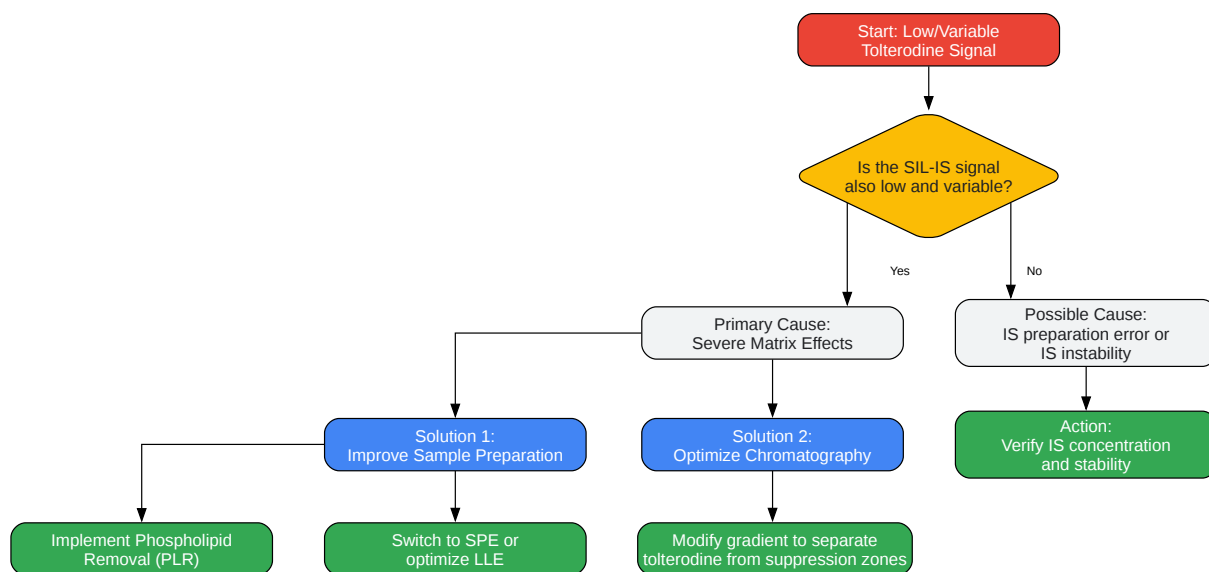 Start: Low/Variable
Tolterodine Signal
Is the SIL-IS signal
also low and variable?
Yes
No
Primary Cause:
Severe Matrix Effects
Possible Cause:
IS preparation error or
IS instability
Solution 1:
Improve Sample Preparation
Solution 2:
Optimize Chromatography
Action:
Verify IS concentration
and stability
Implement Phospholipid
Removal (PLR)
Switch to SPE or
optimize LLE
Modify gradient to separate
tolterodine from suppression zones